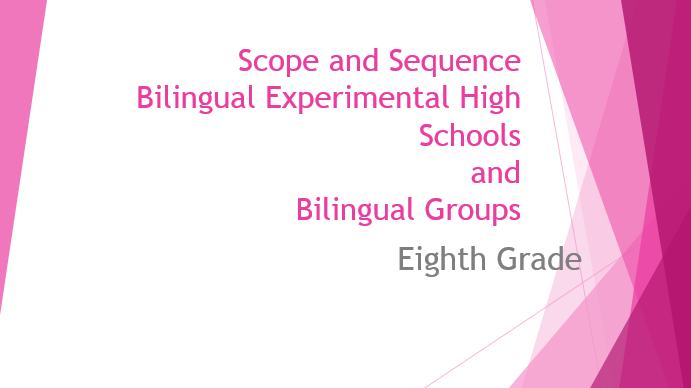 Scope and Sequence
Bilingual Experimental High
Schools
and
Bilingual Groups
Eighth Grade